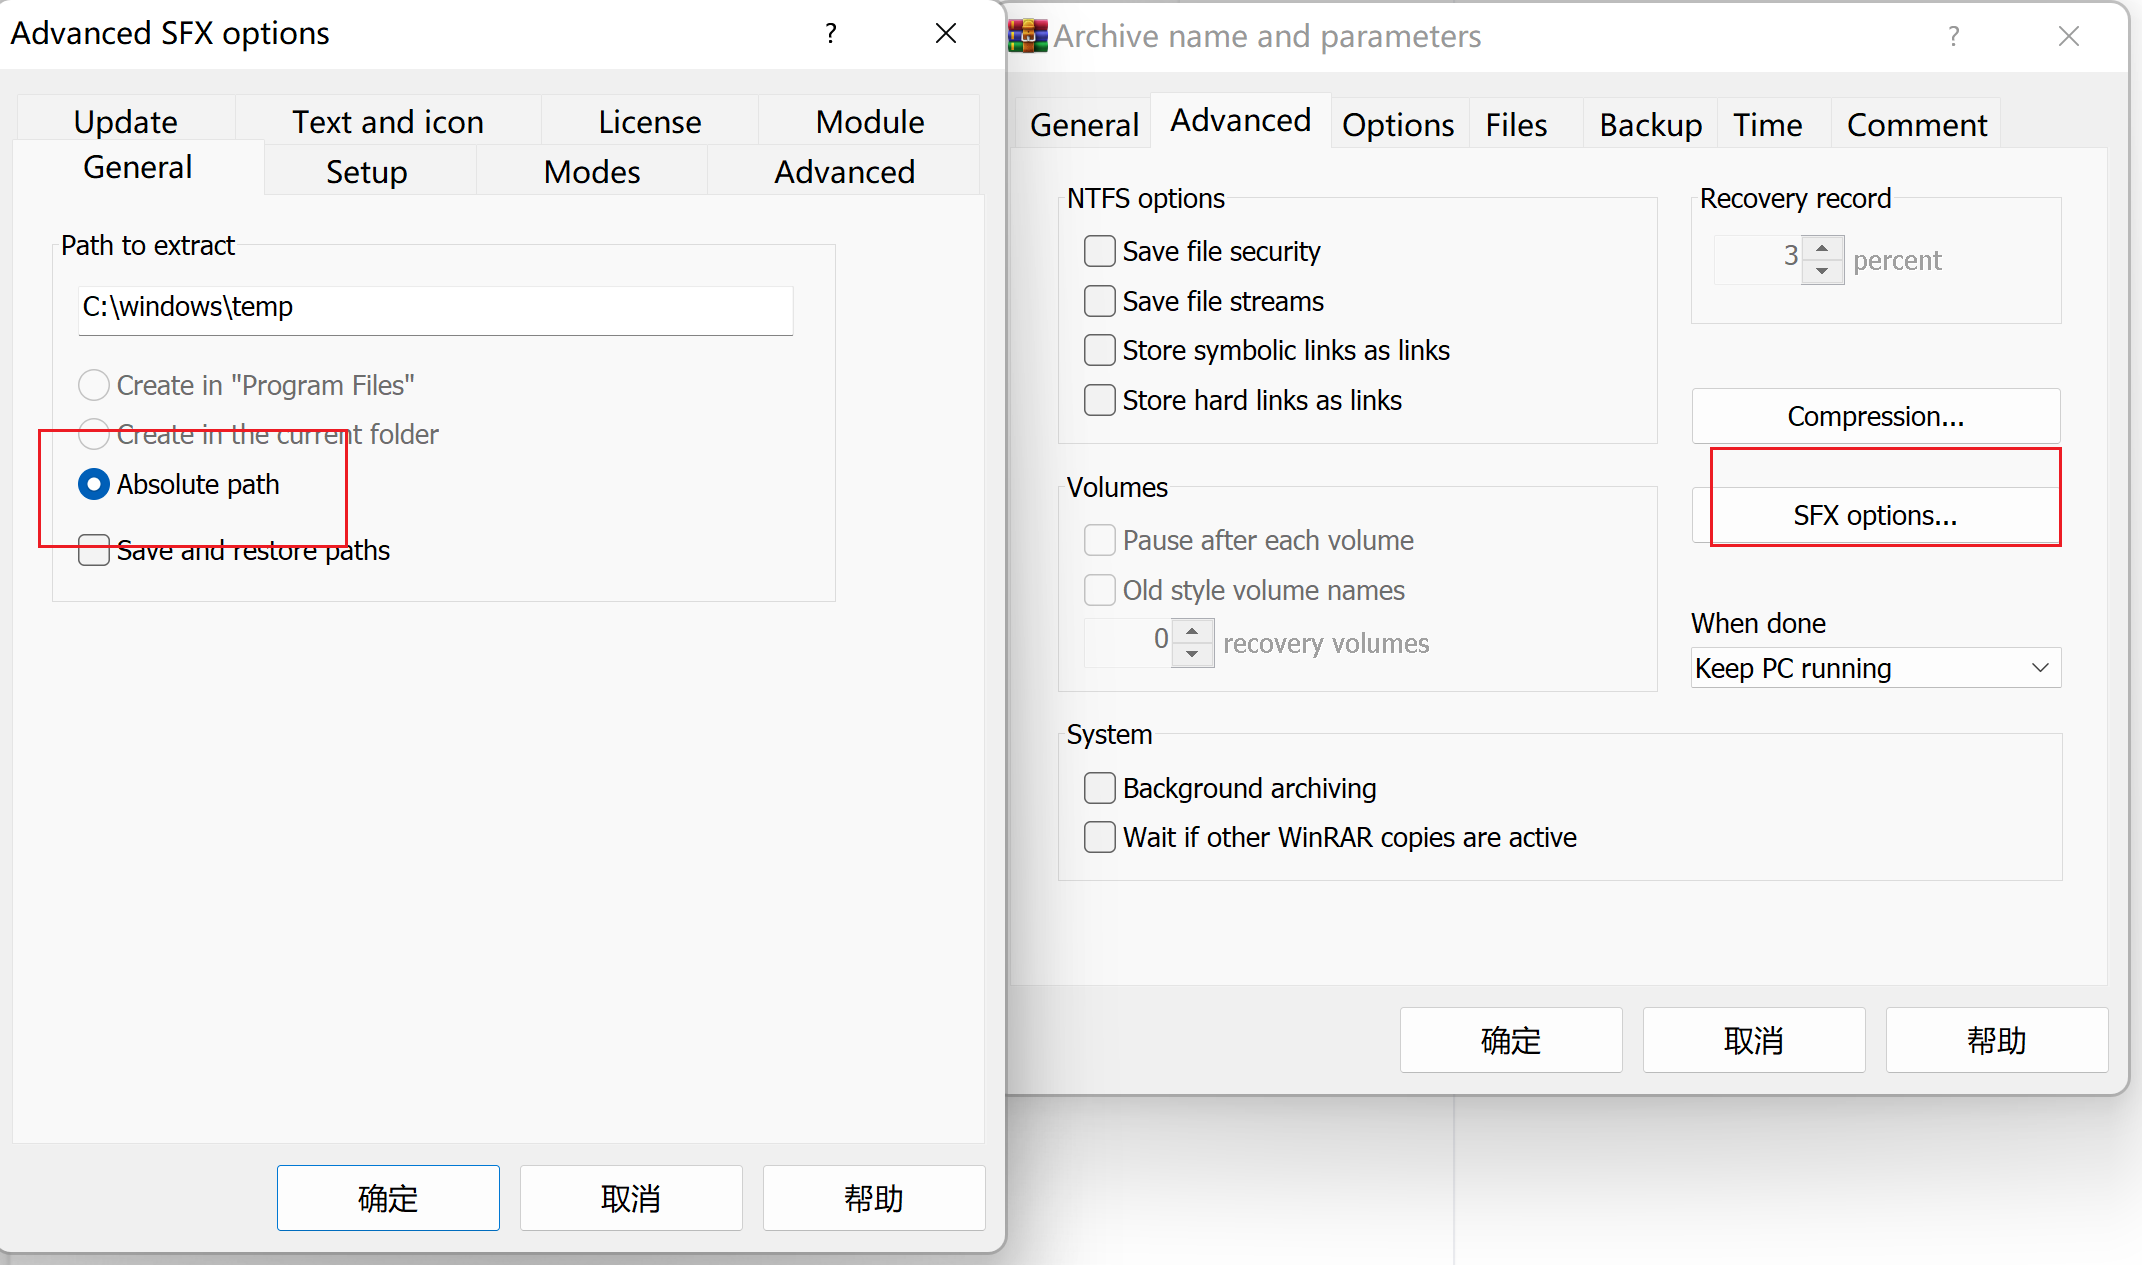 Advanced SFX options
?
Update Text and icon License Module
General Setup Modes Advanced
Path to extract
C:\windows\temp
Create in "Program Files"
Create in the current folder
Absolute path
Save and restore paths
确定 取消 帮助
Archive name and parameters
?
General Advanced Options Files Backup Time Comment
NTFS options
Save file security
Save file streams
Store symbolic links as links
Store hard links as links
Recovery record
3 percent
Compression...
SFX options...
Volumes
Pause after each volume
Old style volume names
0 recovery volumes
When done
Keep PC running
System
Background archiving
Wait if other WinRAR copies are active
确定 取消 帮助